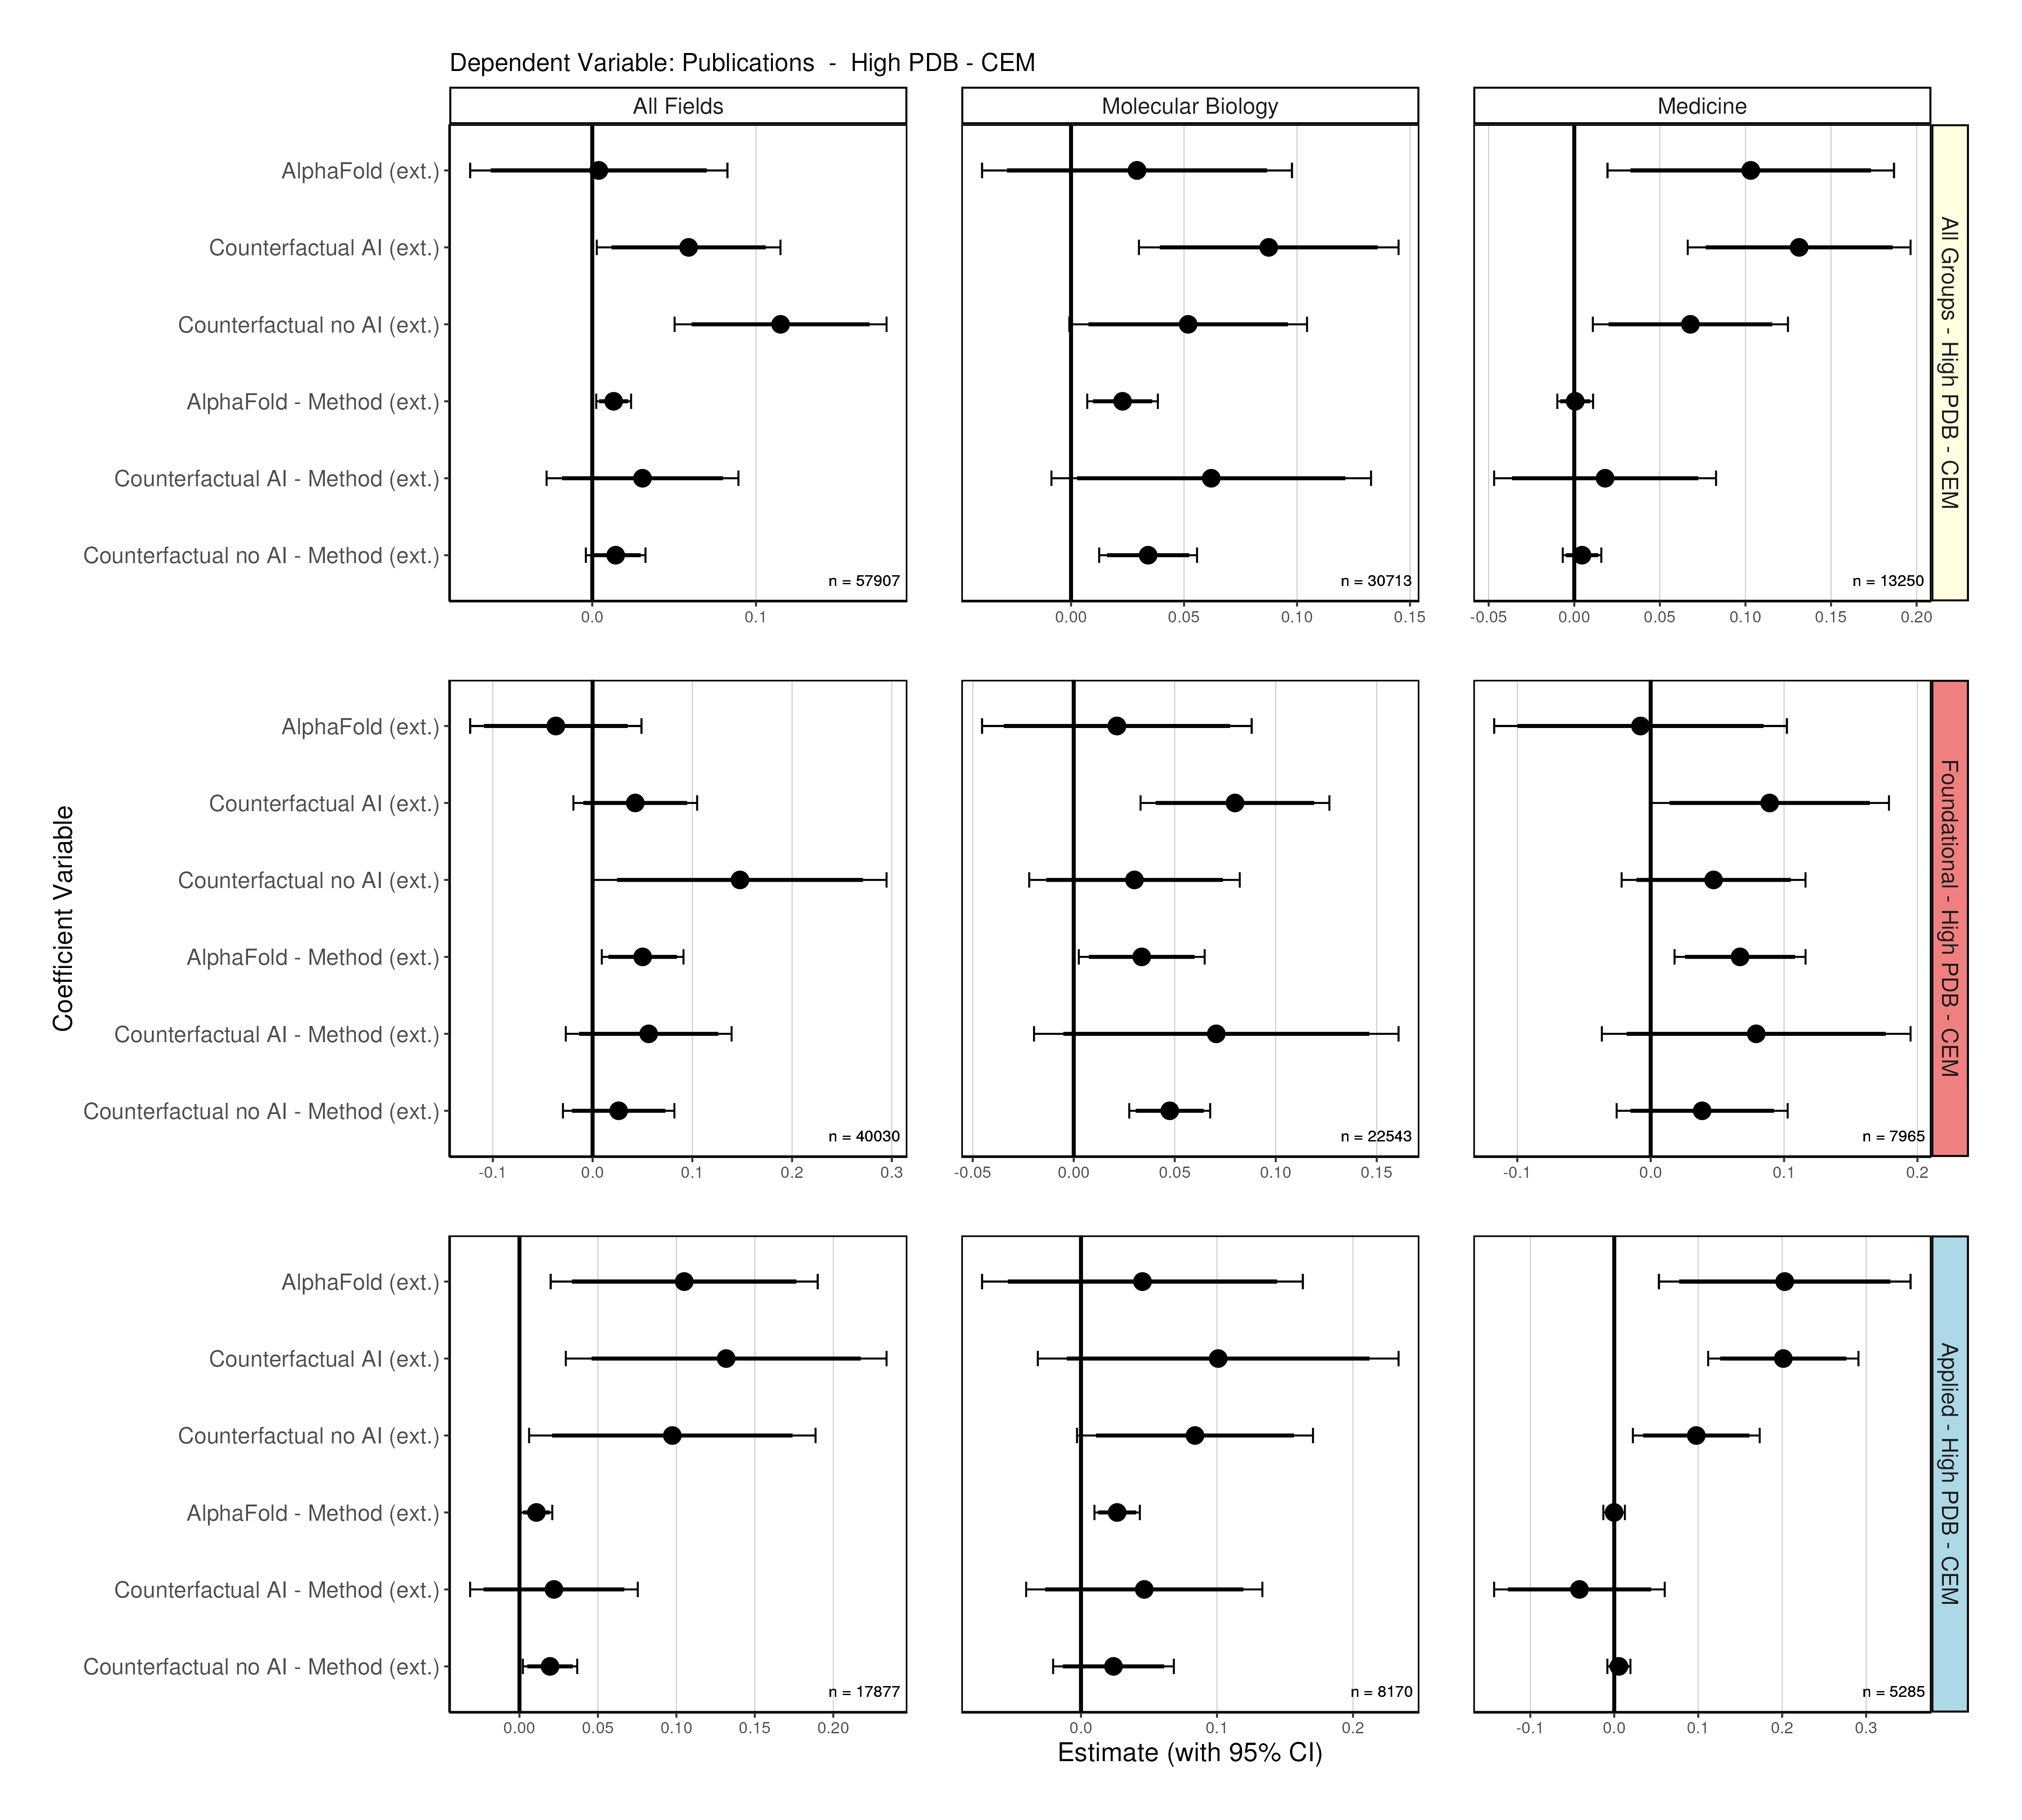 Dependent Variable: Publications - High PDB - CEM
All Fields
Molecular Biology
Medicine
AlphaFold (ext.)
Counterfactual AI (ext.)
Counterfactual no AI (ext.)
AlphaFold - Method (ext.)
Counterfactual AI - Method (ext.)
Counterfactual no AI - Method (ext.)
n = 57907
n = 30713
n = 13250
0.0 0.1
0.00 0.05 0.10 0.15
-0.05 0.00 0.05 0.10 0.15 0.20
All Groups - High PDB - CEM
Coefficient Variable
AlphaFold (ext.)
Counterfactual AI (ext.)
Counterfactual no AI (ext.)
AlphaFold - Method (ext.)
Counterfactual AI - Method (ext.)
Counterfactual no AI - Method (ext.)
n = 40030
n = 22543
n = 7965
-0.1 0.0 0.1 0.2 0.3
-0.05 0.00 0.05 0.10 0.15
-0.1 0.0 0.1 0.2
Foundational - High PDB - CEM
AlphaFold (ext.)
Counterfactual AI (ext.)
Counterfactual no AI (ext.)
AlphaFold - Method (ext.)
Counterfactual AI - Method (ext.)
Counterfactual no AI - Method (ext.)
n = 17877
n = 8170
n = 5285
0.00 0.05 0.10 0.15 0.20
0.0 0.1 0.2
-0.1 0.0 0.1 0.2 0.3
Applied - High PDB - CEM
Estimate (with 95% CI)